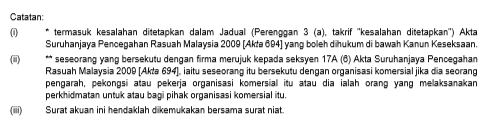 Catatan:
(i) * termasuk kesalahan ditetapkan dalam Jadual (Perenggan 3 (a), takrif "kesalahan ditetapkan") Akta
Suruhanjaya Pencegahan Rasuah Malaysia 2009 [Akta 694] yang boleh dihukum di bawah Kanun Keseksaan.
(ii) ** seseorang yang bersekutu dengan firma merujuk kepada seksyen 17A (6) Akta Suruhanjaya Pencegahan
Rasuah Malaysia 2009 [Akta 694], iaitu seseorang itu bersekutu dengan organisasi komersial jika dia seorang
pengarah, pekongsi atau pekerja organisasi komersial itu atau dia ialah orang yang melaksanakan
perkhidmatan untuk atau bagi pihak organisasi komersial itu.
(iii) Surat akuan ini hendaklah dikemukakan bersama surat niat.